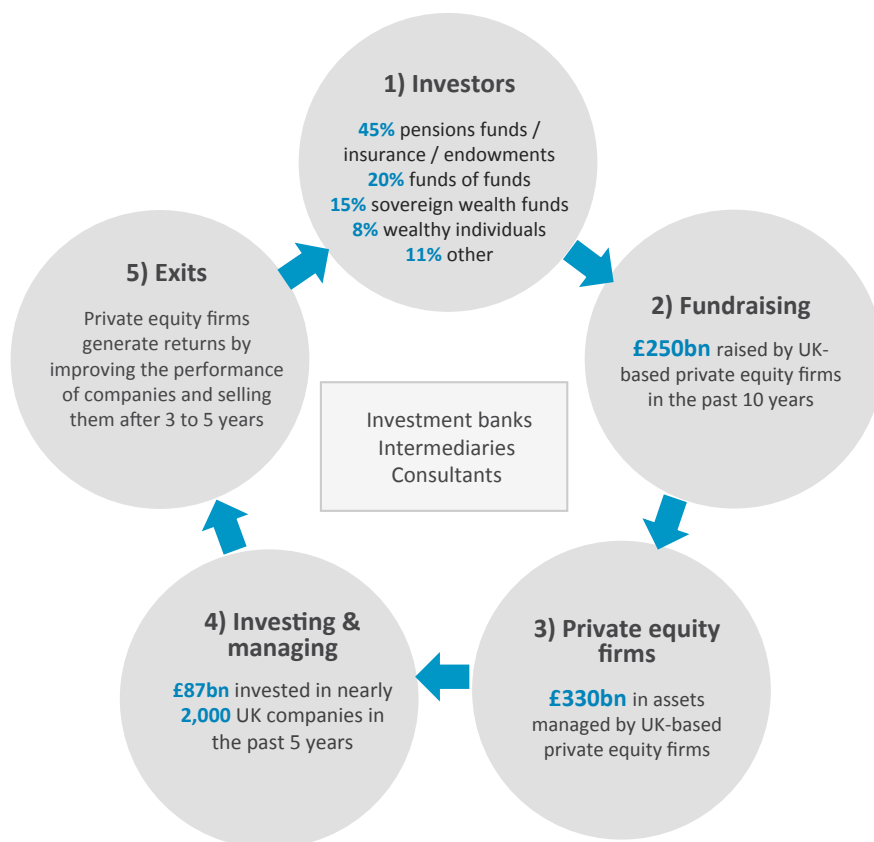 1) Investors
45% pensions funds /
insurance / endowments
20% funds of funds
15% sovereign wealth funds
8% wealthy individuals
11% other
2) Fundraising
£250bn raised by UK-
based private equity firms
in the past 10 years
3) Private equity
firms
£330bn in assets
managed by UK-based
private equity firms
4) Investing &
managing
£87bn invested in nearly
2,000 UK companies in
the past 5 years
5) Exits
Private equity firms
generate returns by
improving the performance
of companies and selling
them after 3 to 5 years
Investment banks
Intermediaries
Consultants